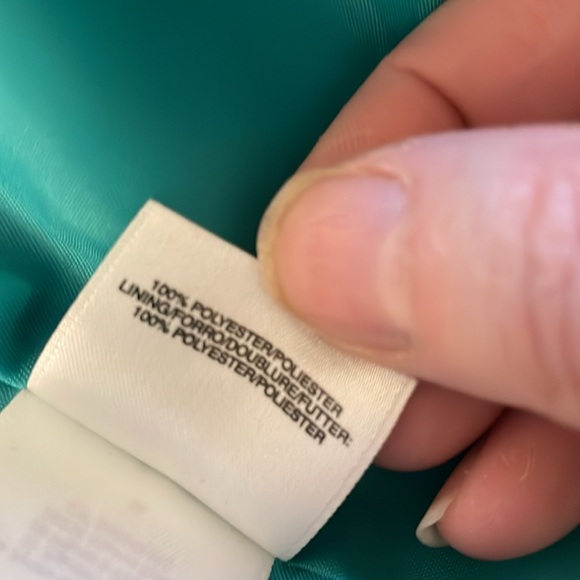 100% POLYESTER/POLIESTER
LINING/FORRO/DOUBLURE/FUTTER:
100% POLYESTER/POLIESTER